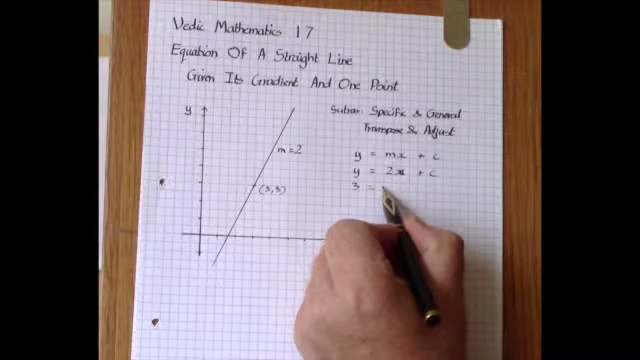 Vedic Mathematics 17
Equation Of A Straight Line
Given Its Gradient And One Point
Sutras: Specific & General
Transpose & Adjust
y
m=2
(3,3)
y = mx + c
y = 2x + c
3 =